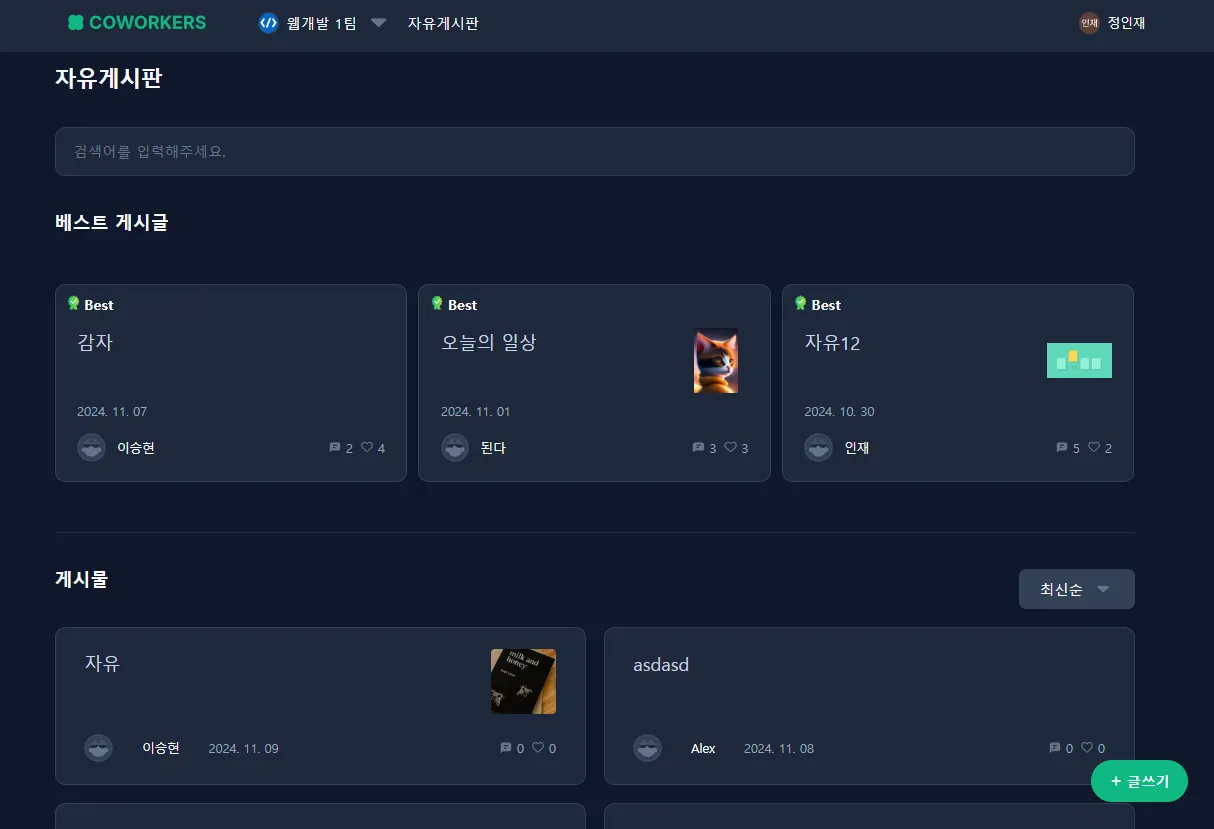 COWORKERS 웹개발 1팀 자유게시판 인재 정인재
자유게시판
검색어를 입력해주세요.
베스트 게시글
Best
감자
2024. 11. 07
이승현 2 4
Best
오늘의 일상
2024. 11. 01
된다 3 3
Best
자유12
2024. 10. 30
인재 5 2
게시물
최신순
자유
milk and
honey
이승현 2024. 11. 09 0 0
asdasd
Alex 2024. 11. 08 0 0
+ 글쓰기